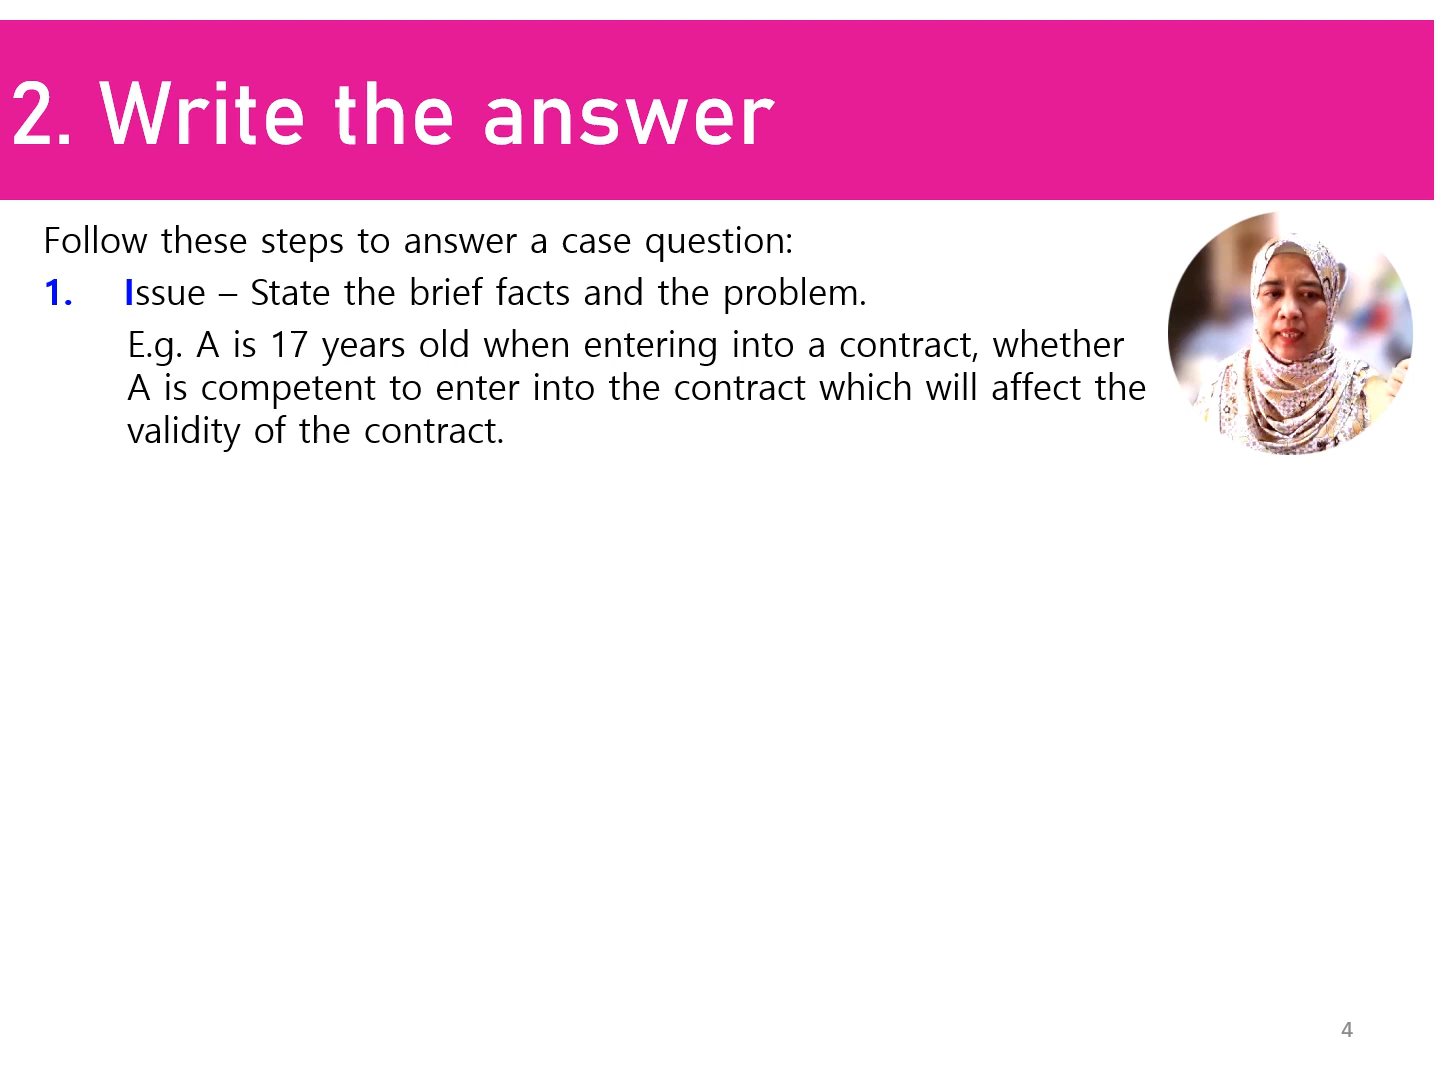 2. Write the answer
Follow these steps to answer a case question:
1. Issue – State the brief facts and the problem.
E.g. A is 17 years old when entering into a contract, whether
A is competent to enter into the contract which will affect the
validity of the contract.
4